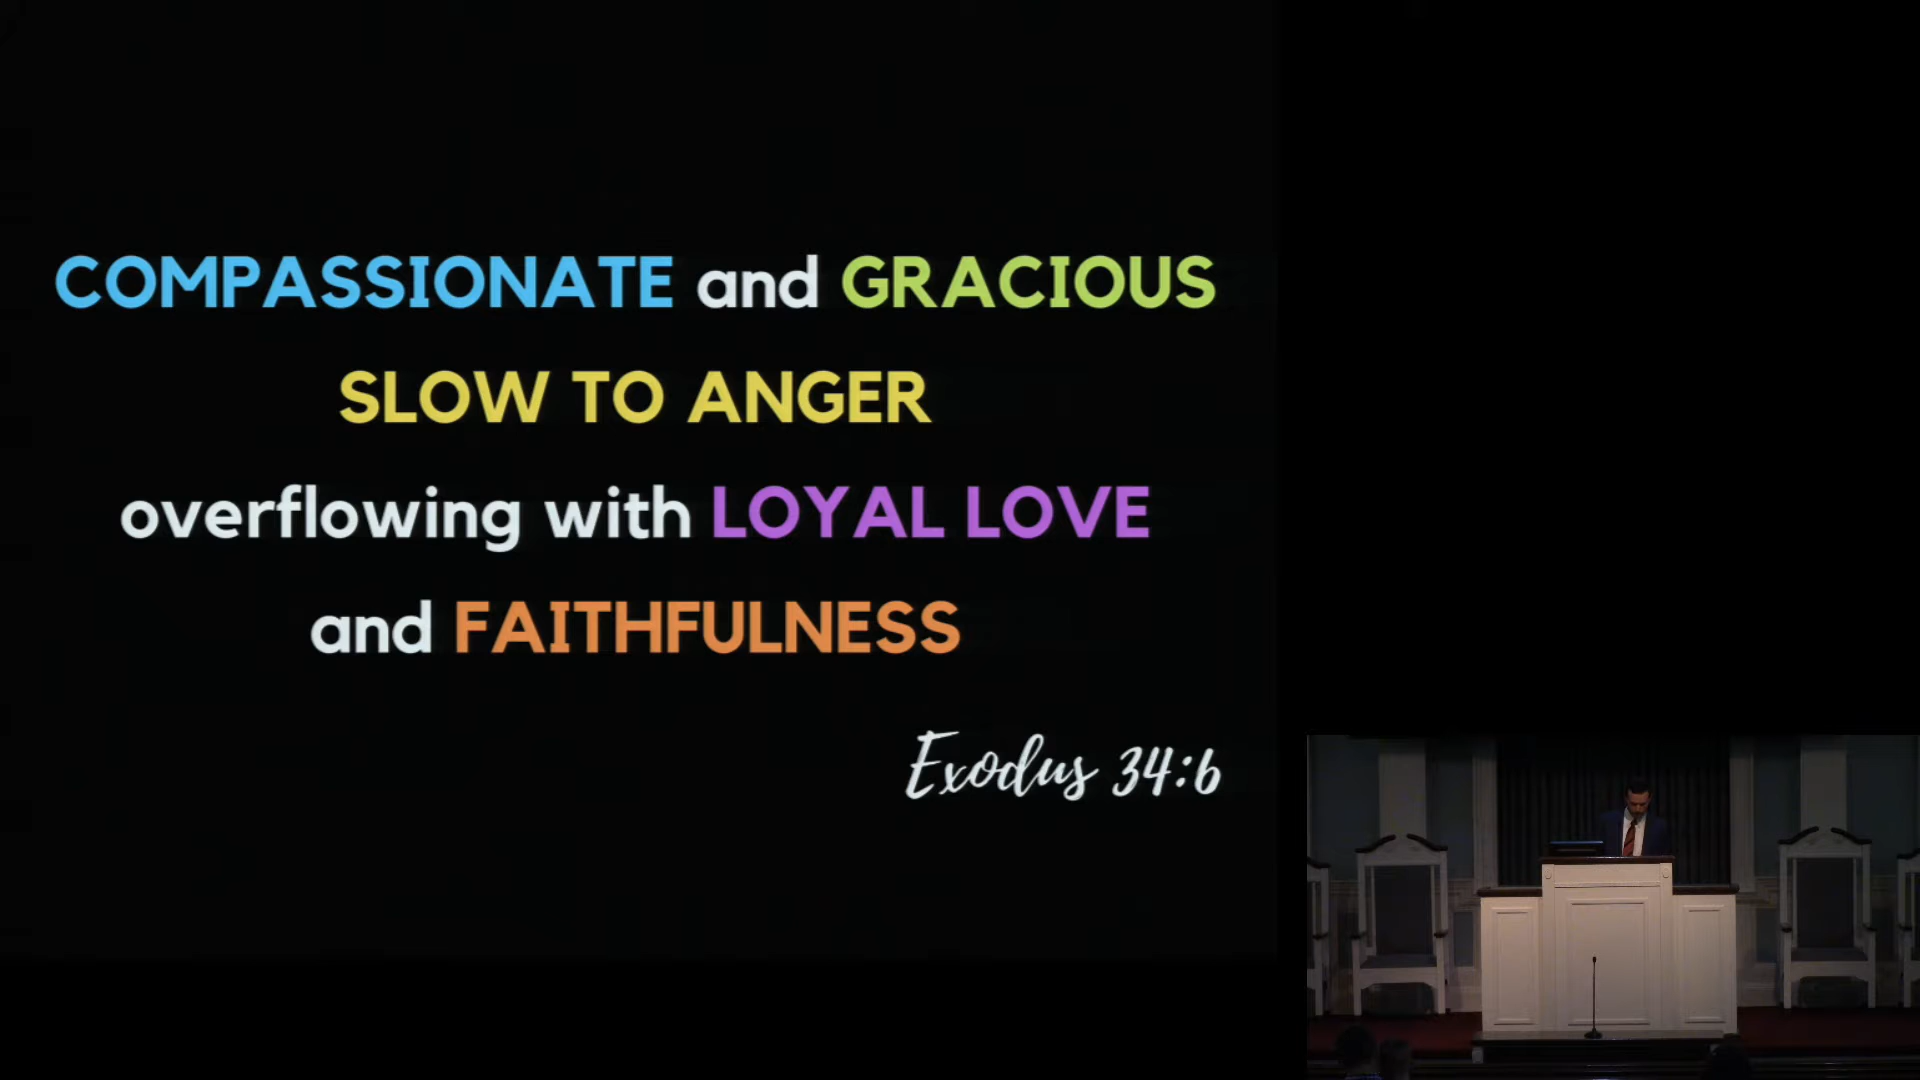 COMPASSIONATE and GRACIOUS
SLOW TO ANGER
overflowing with LOYAL LOVE
and FAITHFULNESS
Exodus 34:6